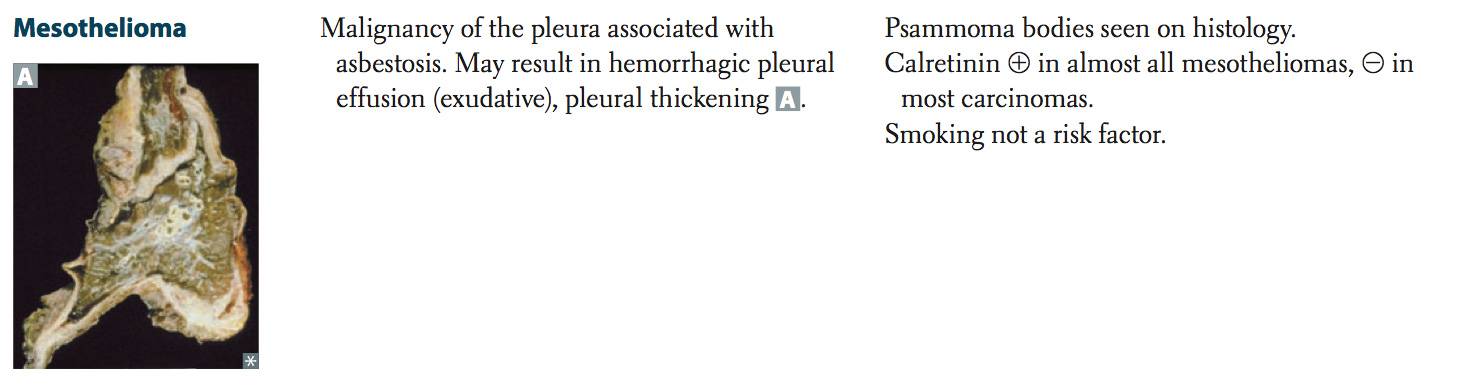 Mesothelioma
A
*
Malignancy of the pleura associated with
asbestosis. May result in hemorrhagic pleural
effusion (exudative), pleural thickening A.
Psammoma bodies seen on histology.
Calretinin ⊕ in almost all mesotheliomas, ⊖ in
most carcinomas.
Smoking not a risk factor.